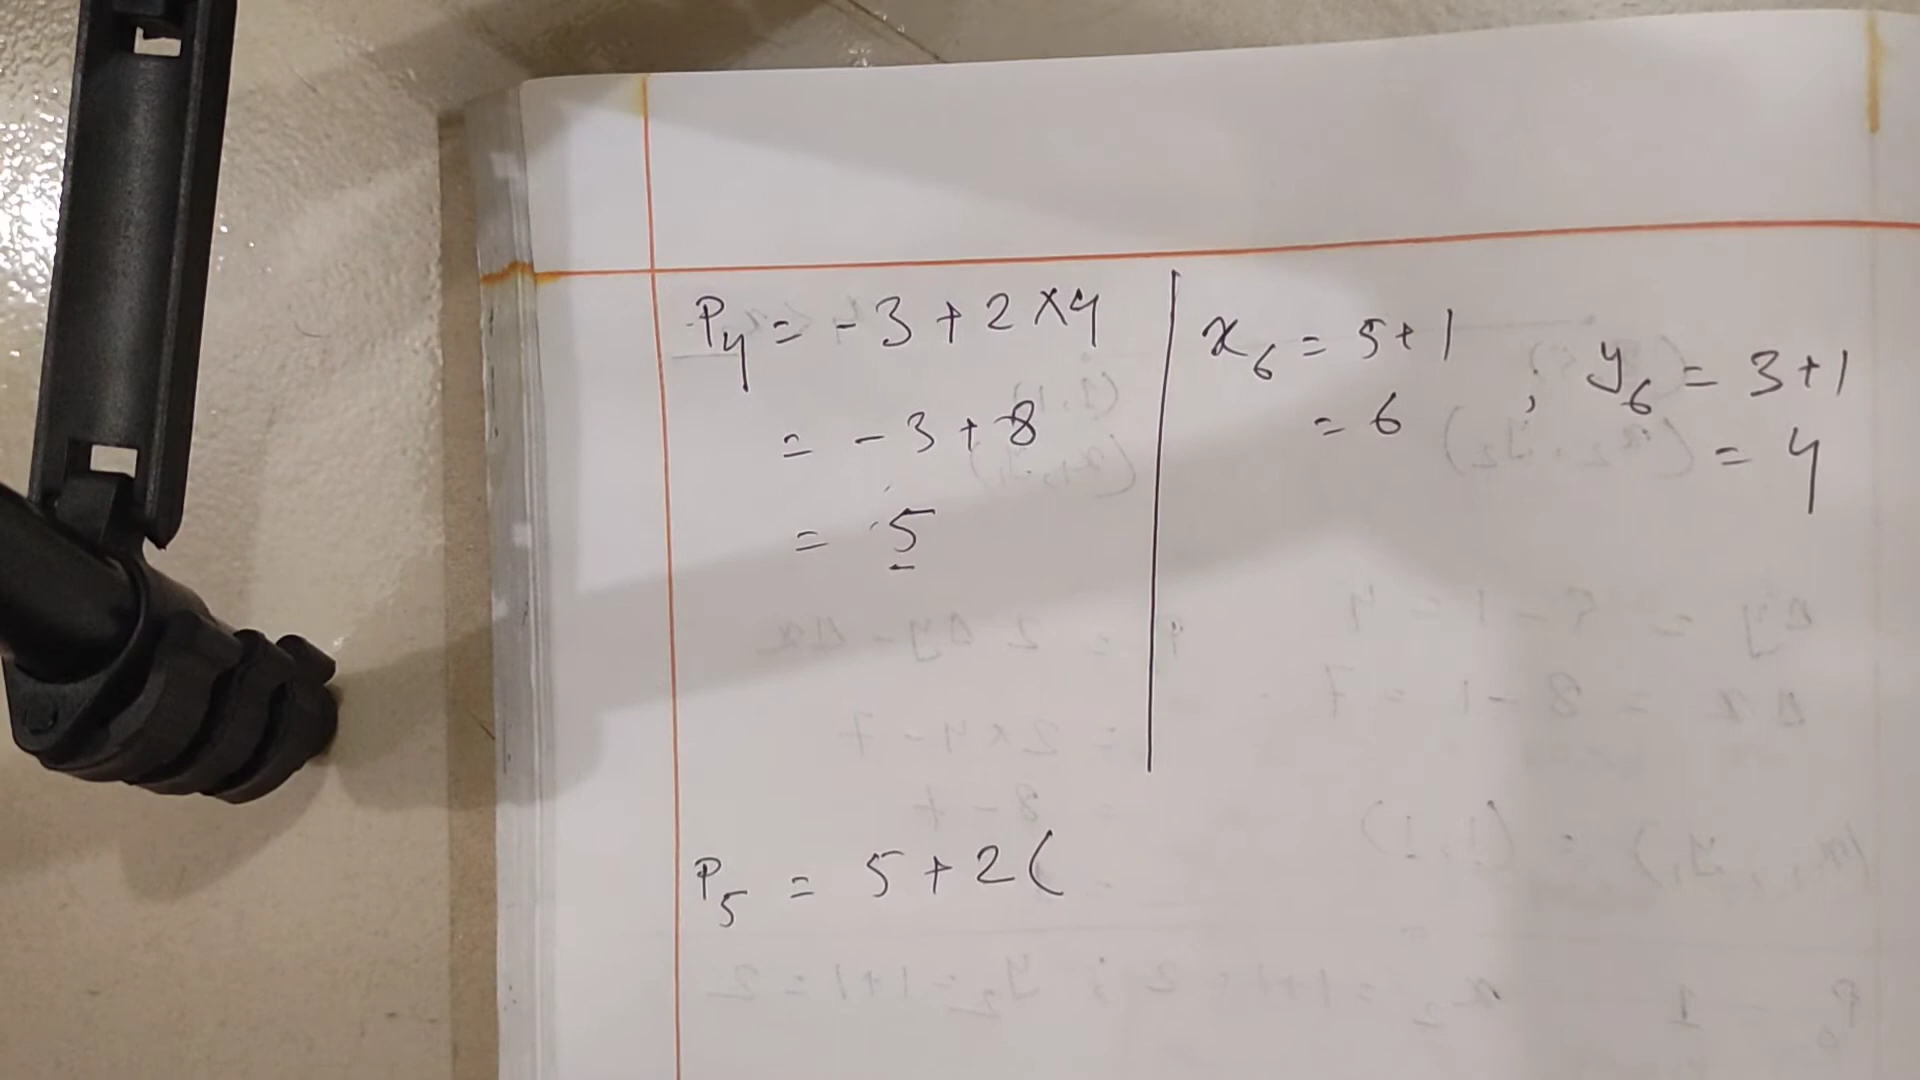 P4 = -3 + 2 × 4
= -3 + 8
= 5
x6 = 5+1 ; y6 = 3+1
= 6 = 4
P5 = 5 + 2 (